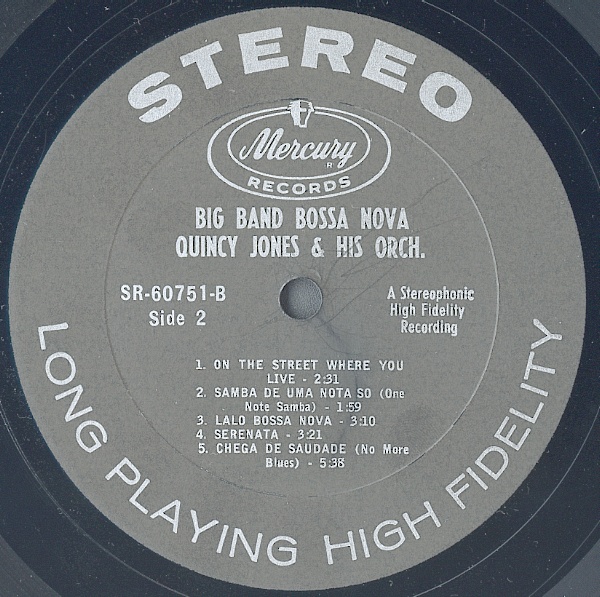 STEREO
Mercury
R
RECORDS
BIG BAND BOSSA NOVA
QUINCY JONES & HIS ORCH.
SR-60751-B
Side 2
A Stereophonic
High Fidelity
Recording
1. ON THE STREET WHERE YOU
LIVE - 2:31
2. SAMBA DE UMA NOTA SO (One
Note Samba) - 1:59
3. LALO BOSSA NOVA - 3:10
4. SERENATA - 3:21
5. CHEGA DE SAUDADE (No More
Blues) - 5:38
LONG PLAYING HIGH FIDELITY